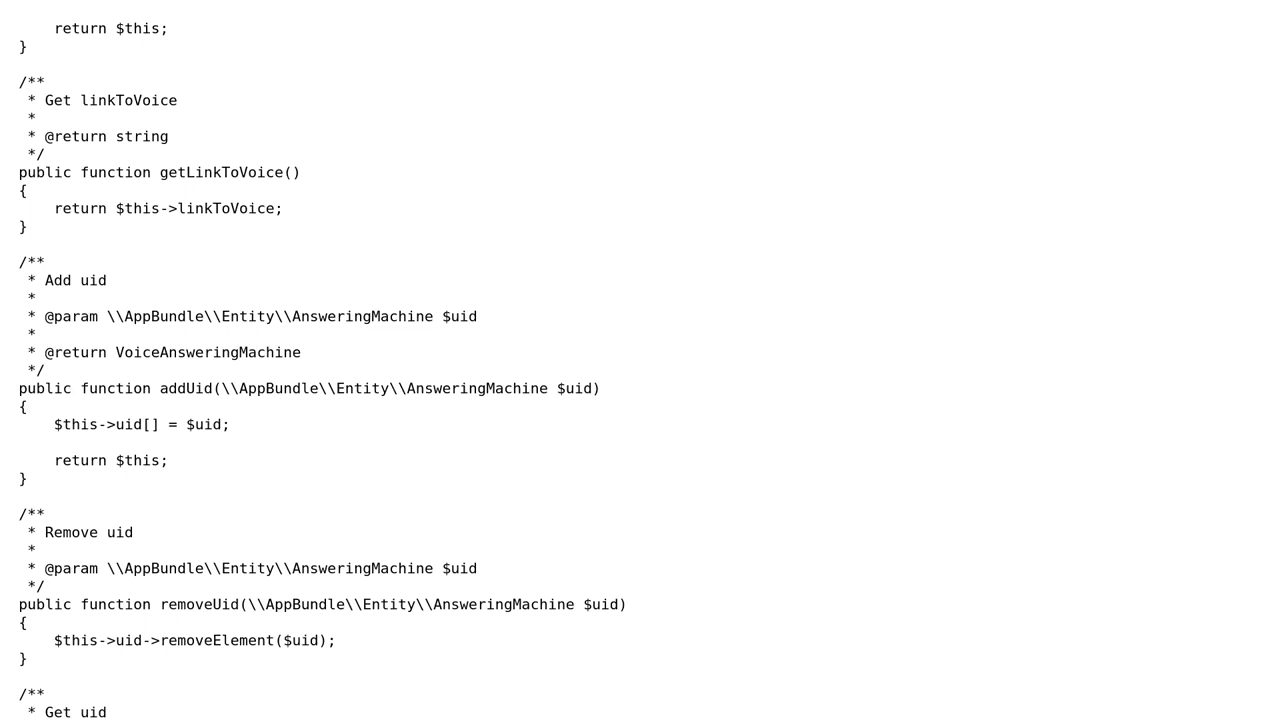 return $this;
}

/**
 * Get linkToVoice
 *
 * @return string
 */
public function getLinkToVoice()
{
    return $this->linkToVoice;
}

/**
 * Add uid
 *
 * @param \\AppBundle\\Entity\\AnsweringMachine $uid
 *
 * @return VoiceAnsweringMachine
 */
public function addUid(\\AppBundle\\Entity\\AnsweringMachine $uid)
{
    $this->uid[] = $uid;

    return $this;
}

/**
 * Remove uid
 *
 * @param \\AppBundle\\Entity\\AnsweringMachine $uid
 */
public function removeUid(\\AppBundle\\Entity\\AnsweringMachine $uid)
{
    $this->uid->removeElement($uid);
}

/**
 * Get uid